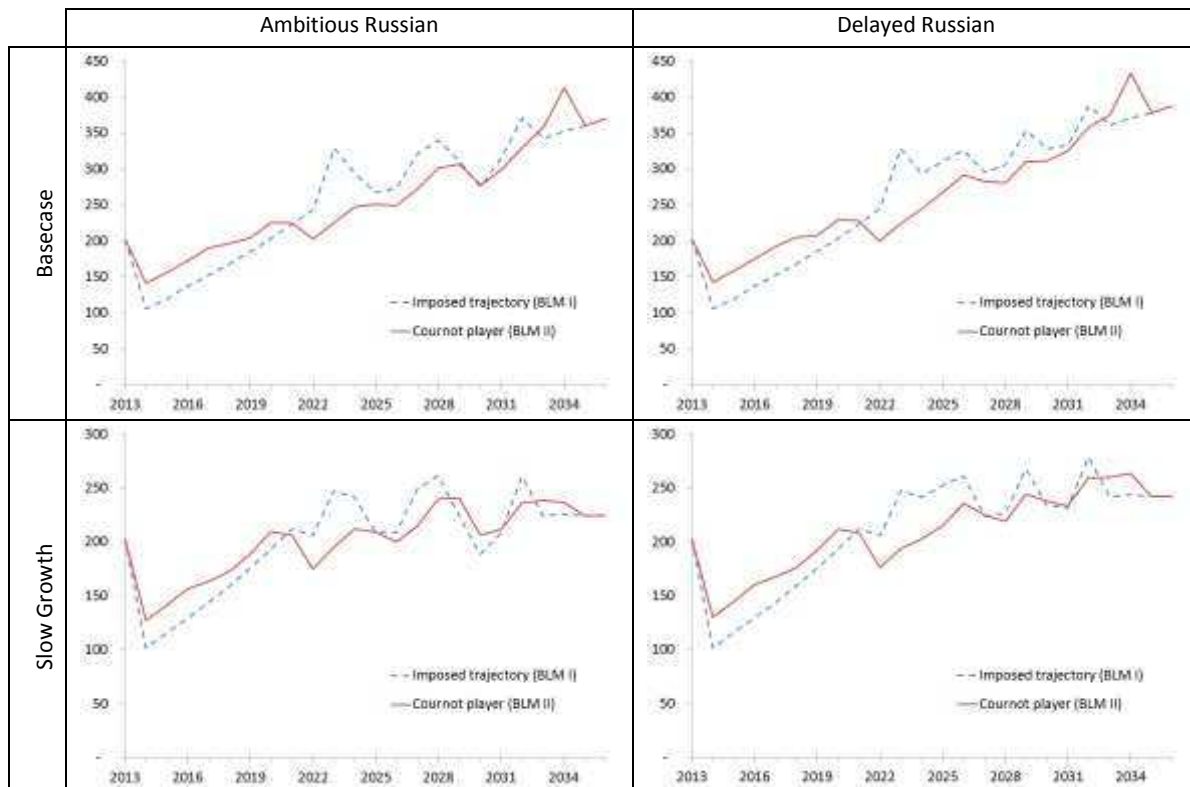 Ambitious Russian
Delayed Russian
Basecase
450
400
350
300
250
200
150
100
50
-
2013 2016 2019 2022 2025 2028 2031 2034
Imposed trajectory (BLM I)
Cournot player (BLM II)
450
400
350
300
250
200
150
100
50
-
2013 2016 2019 2022 2025 2028 2031 2034
Imposed trajectory (BLM I)
Cournot player (BLM II)
Slow Growth
300
250
200
150
100
50
-
2013 2016 2019 2022 2025 2028 2031 2034
Imposed trajectory (BLM I)
Cournot player (BLM II)
300
250
200
150
100
50
-
2013 2016 2019 2022 2025 2028 2031 2034
Imposed trajectory (BLM I)
Cournot player (BLM II)